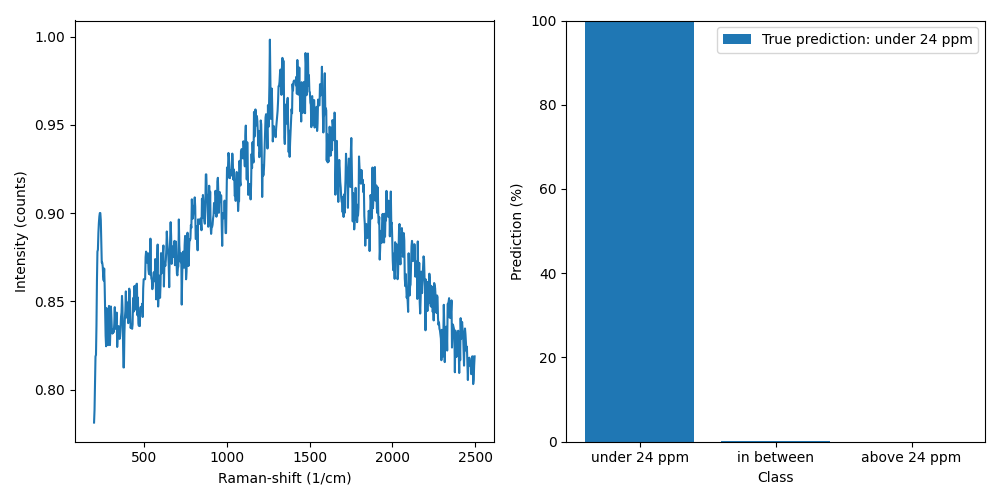 1.00
0.95
0.90
0.85
0.80
Intensity (counts)
500
1000
1500
2000
2500
Raman-shift (1/cm)
100
80
60
40
20
0
Prediction (%)
True prediction: under 24 ppm
under 24 ppm
in between
above 24 ppm
Class